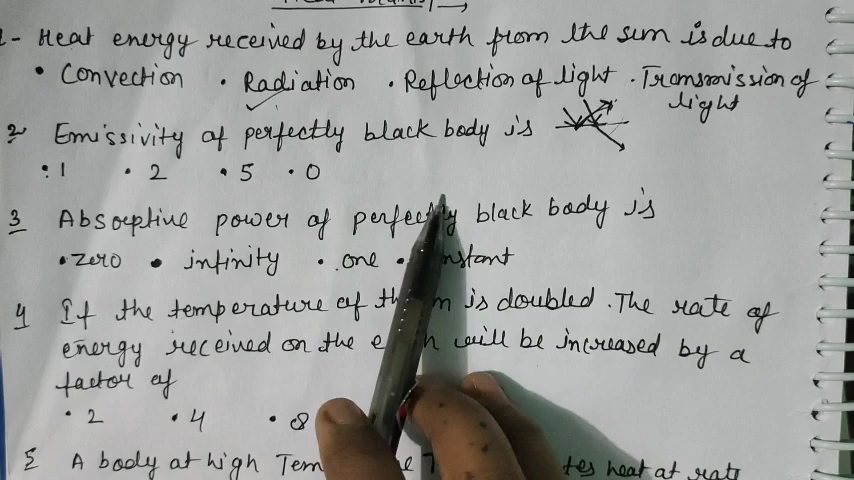 1- Heat energy received by the earth from the sun is due to
• Convection • Radiation • Reflection of light • Transmission of light
2 Emissivity of perfectly black body is
• 1 • 2 • 5 • 0
3 Absorptive power of perfectly black body is
• zero • infinity • one •
4 If the temperature of is doubled. The rate of
energy received on the will be increased by a
factor of
• 2 • 4 • 8
5 A body at high heat at rate